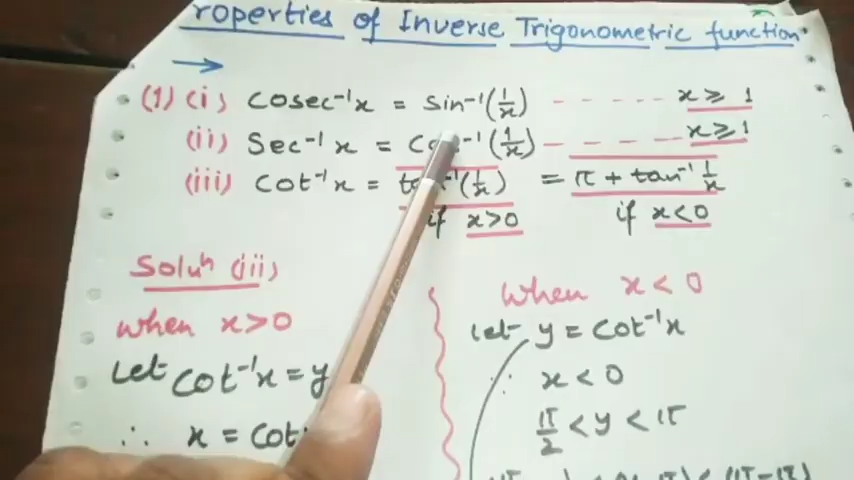 roperties of Inverse Trigonometric function
(1) (i) Cosec⁻¹x = Sin⁻¹(1/x) - - - - - - x ≥ 1
(ii) Sec⁻¹x = Cos⁻¹(1/x) - - - - - x ≥ 1
(iii) Cot⁻¹x = tan⁻¹(1/x) = π + tan⁻¹ 1/x
if x>0 if x<0
Soluⁿ (iii)
when x>0
Let Cot⁻¹x = y
∴ x = Cot
When x < 0
Let y = Cot⁻¹x
∴ x < 0
π/2 < y < π